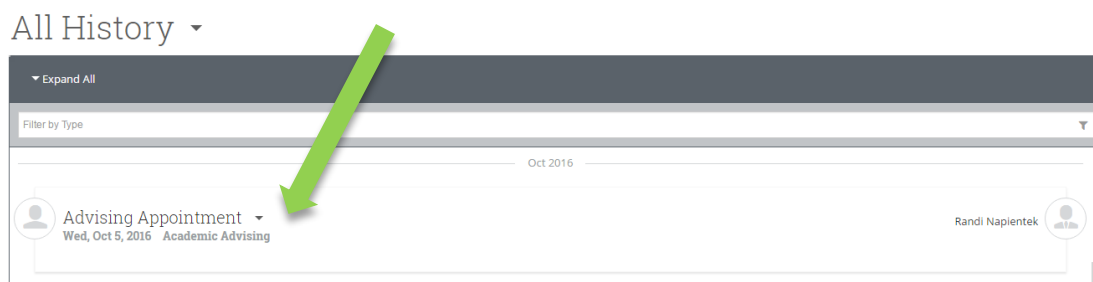 All History
Expand All
Filter by Type
Oct 2016
Advising Appointment
Wed, Oct 5, 2016 Academic Advising
Randi Napientek